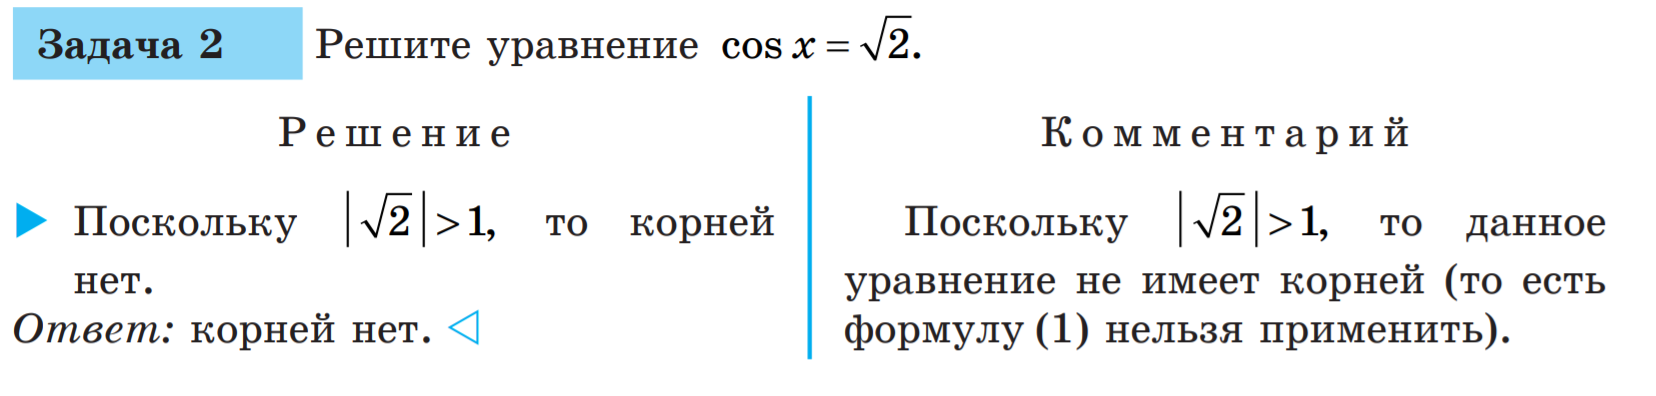 Задача 2 Решите уравнение cos x = √2.
Решение
▶ Поскольку |√2| > 1, то корней
нет.
Ответ: корней нет. ◁
Комментарий
Поскольку |√2| > 1, то данное
уравнение не имеет корней (то есть
формулу (1) нельзя применить).